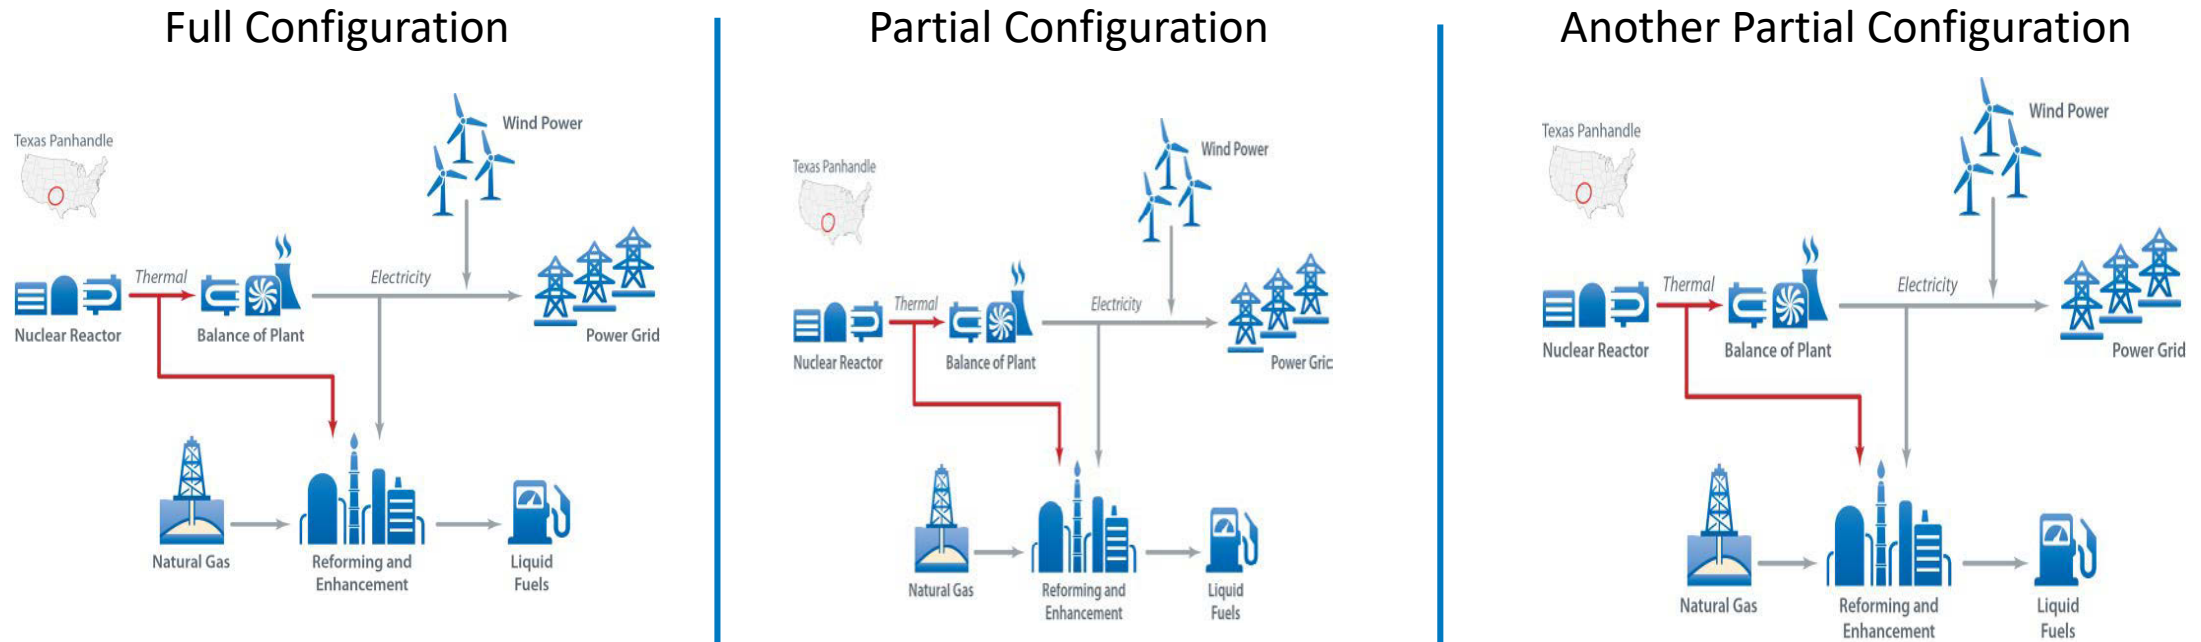 Full Configuration
Texas Panhandle
Wind Power
Thermal
Electricity
Nuclear Reactor
Balance of Plant
Power Grid
Natural Gas
Reforming and
Enhancement
Liquid
Fuels
Partial Configuration
Texas Panhandle
Wind Power
Thermal
Electricity
Nuclear Reactor
Balance of Plant
Power Gric
Natural Gas
Reforming and
Enhancement
Liquid
Fuels
Another Partial Configuration
Texas Panhandle
Wind Power
Thermal
Electricity
Nuclear Reactor
Balance of Plant
Power Grid
Natural Gas
Reforming and
Enhancement
Liquid
Fuels